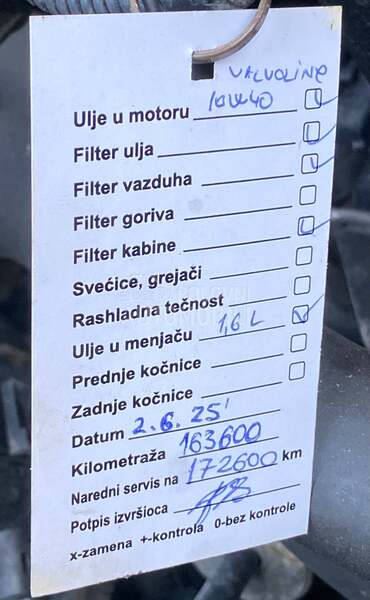 VALVOLINE
Ulje u motoru 10W40
Filter ulja
Filter vazduha
Filter goriva
Filter kabine
Svećice, grejači
Rashladna tečnost
Ulje u menjaču 1,6 L
Prednje kočnice
Zadnje kočnice
Datum 2.6.25'
Kilometraža 163600
Naredni servis na 172600 km
Potpis izvršioca
x-zamena +-kontrola 0-bez kontrole